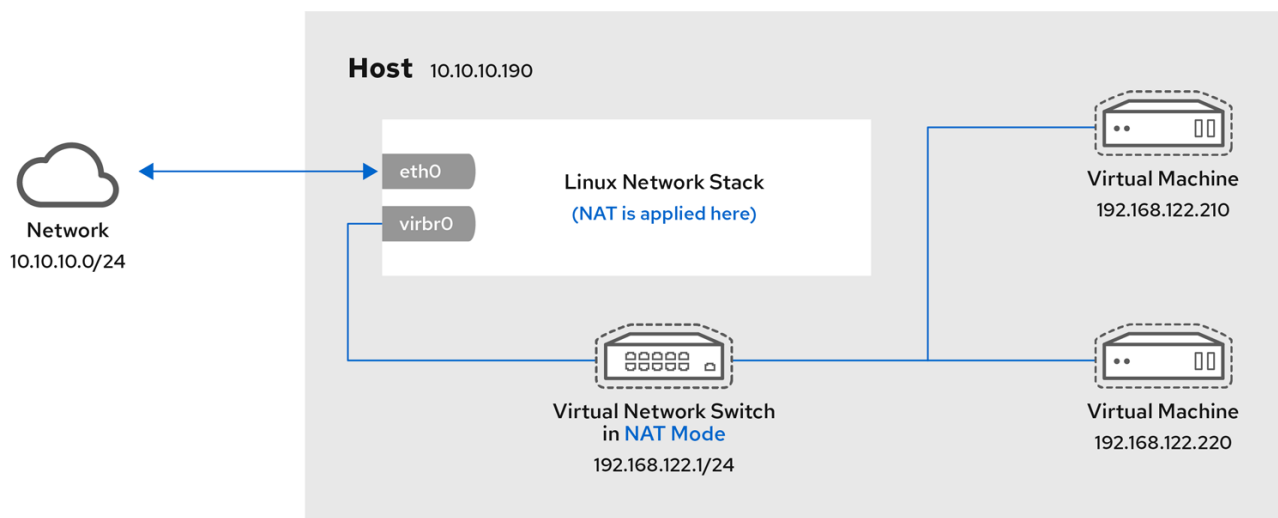 Host 10.10.10.190
eth0
Linux Network Stack
(NAT is applied here)
virbr0
Network
10.10.10.0/24
Virtual Machine
192.168.122.210
Virtual Network Switch
in NAT Mode
192.168.122.1/24
Virtual Machine
192.168.122.220